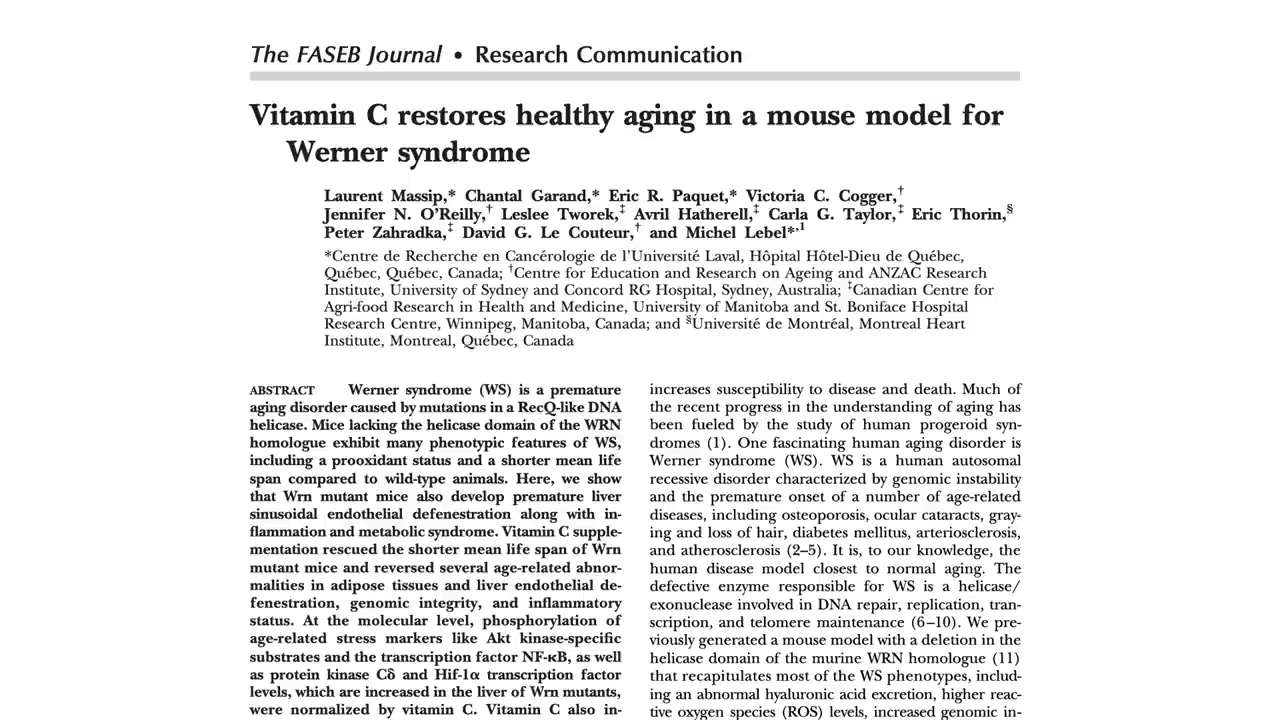 The FASEB Journal • Research Communication
Vitamin C restores healthy aging in a mouse model for
Werner syndrome
Laurent Massip,* Chantal Garand,* Eric R. Paquet,* Victoria C. Cogger,†
Jennifer N. O'Reilly,† Leslee Tworek,‡ Avril Hatherell,‡ Carla G. Taylor,‡ Eric Thorin,§
Peter Zahradka,‡ David G. Le Couteur,† and Michel Lebel*,1
*Centre de Recherche en Cancérologie de l'Université Laval, Hôpital Hôtel-Dieu de Québec,
Québec, Québec, Canada; †Centre for Education and Research on Ageing and ANZAC Research
Institute, University of Sydney and Concord RG Hospital, Sydney, Australia; ‡Canadian Centre for
Agri-food Research in Health and Medicine, University of Manitoba and St. Boniface Hospital
Research Centre, Winnipeg, Manitoba, Canada; and §Université de Montréal, Montreal Heart
Institute, Montreal, Québec, Canada
ABSTRACT Werner syndrome (WS) is a premature
aging disorder caused by mutations in a RecQ-like DNA
helicase. Mice lacking the helicase domain of the WRN
homologue exhibit many phenotypic features of WS,
including a prooxidant status and a shorter mean life
span compared to wild-type animals. Here, we show
that Wrn mutant mice also develop premature liver
sinusoidal endothelial defenestration along with in-
flammation and metabolic syndrome. Vitamin C supple-
mentation rescued the shorter mean life span of Wrn
mutant mice and reversed several age-related abnor-
malities in adipose tissues and liver endothelial de-
fenestration, genomic integrity, and inflammatory
status. At the molecular level, phosphorylation of
age-related stress markers like Akt kinase-specific
substrates and the transcription factor NF-κB, as well
as protein kinase Cδ and Hif-1α transcription factor
levels, which are increased in the liver of Wrn mutants,
were normalized by vitamin C. Vitamin C also in-
increases susceptibility to disease and death. Much of
the recent progress in the understanding of aging has
been fueled by the study of human progeroid syn-
dromes (1). One fascinating human aging disorder is
Werner syndrome (WS). WS is a human autosomal
recessive disorder characterized by genomic instability
and the premature onset of a number of age-related
diseases, including osteoporosis, ocular cataracts, gray-
ing and loss of hair, diabetes mellitus, arteriosclerosis,
and atherosclerosis (2–5). It is, to our knowledge, the
human disease model closest to normal aging. The
defective enzyme responsible for WS is a helicase/
exonuclease involved in DNA repair, replication, tran-
scription, and telomere maintenance (6–10). We pre-
viously generated a mouse model with a deletion in the
helicase domain of the murine WRN homologue (11)
that recapitulates most of the WS phenotypes, includ-
ing an abnormal hyaluronic acid excretion, higher reac-
tive oxygen species (ROS) levels, increased genomic in-